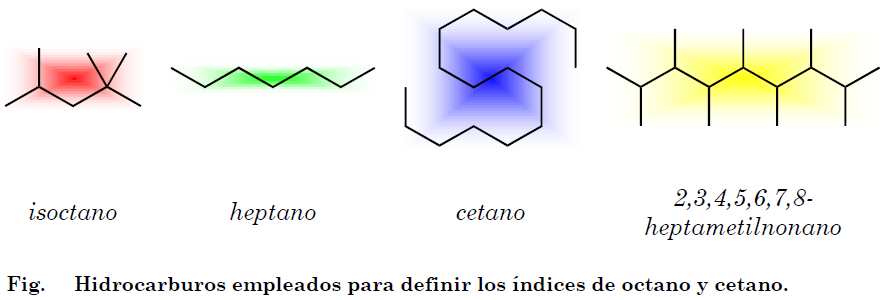 isoctano
heptano
cetano
2,3,4,5,6,7,8-
heptametilnonano
Fig. Hidrocarburos empleados para definir los índices de octano y cetano.